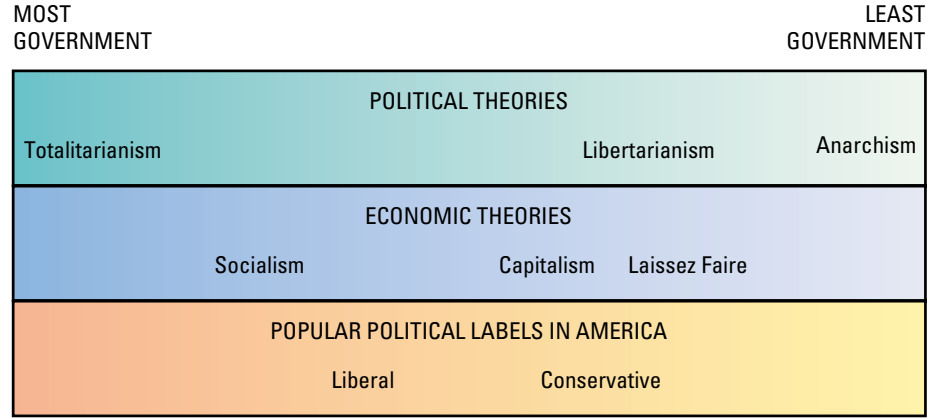 MOST LEAST
GOVERNMENT GOVERNMENT
POLITICAL THEORIES
Totalitarianism Libertarianism Anarchism
ECONOMIC THEORIES
Socialism Capitalism Laissez Faire
POPULAR POLITICAL LABELS IN AMERICA
Liberal Conservative